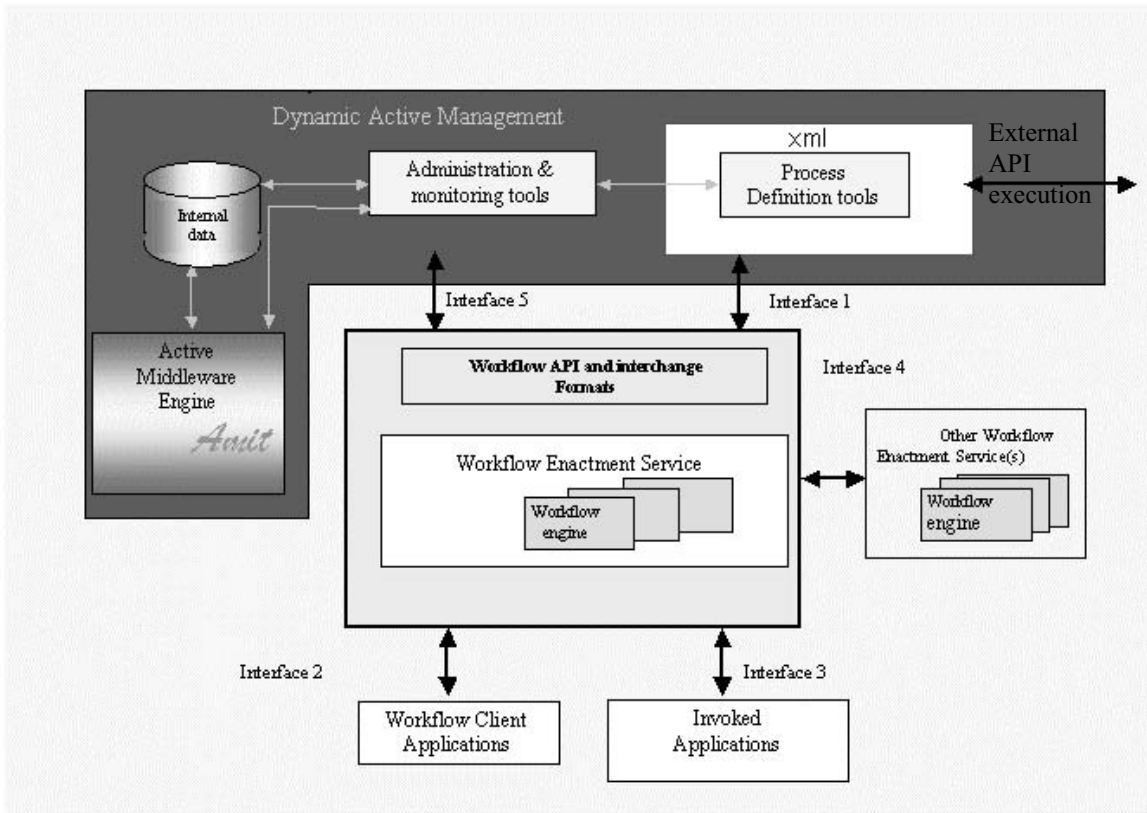 Dynamic Active Management
xml
External
API
execution
Administration &
monitoring tools
Process
Definition tools
Internal
data
Interface 5
Interface 1
Active
Middleware
Engine
Amit
Workflow API and interchange
Formats
Interface 4
Workflow Enactment Service
Workflow
engine
Other Workflow
Enactment Service(s)
Workflow
engine
Interface 2
Interface 3
Workflow Client
Applications
Invoked
Applications